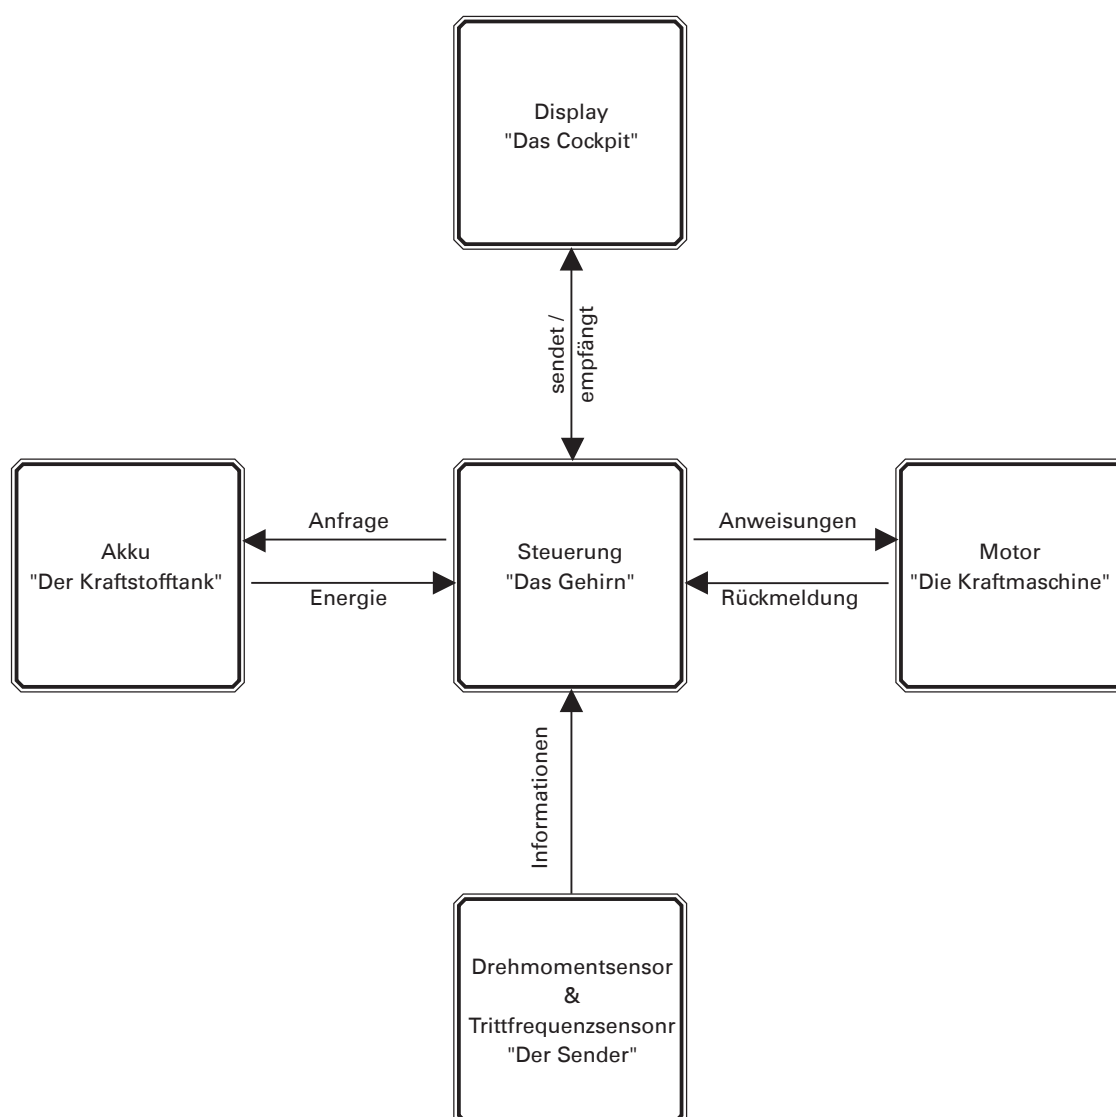 Display
"Das Cockpit"
sendet /
empfängt
Akku
"Der Kraftstofftank"
Anfrage
Energie
Steuerung
"Das Gehirn"
Anweisungen
Rückmeldung
Motor
"Die Kraftmaschine"
Informationen
Drehmomentsensor
&
Trittfrequenzsensonr
"Der Sender"